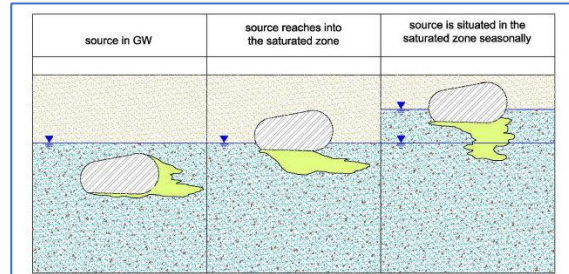 source in GW
source reaches into
the saturated zone
source is situated in the
saturated zone seasonally